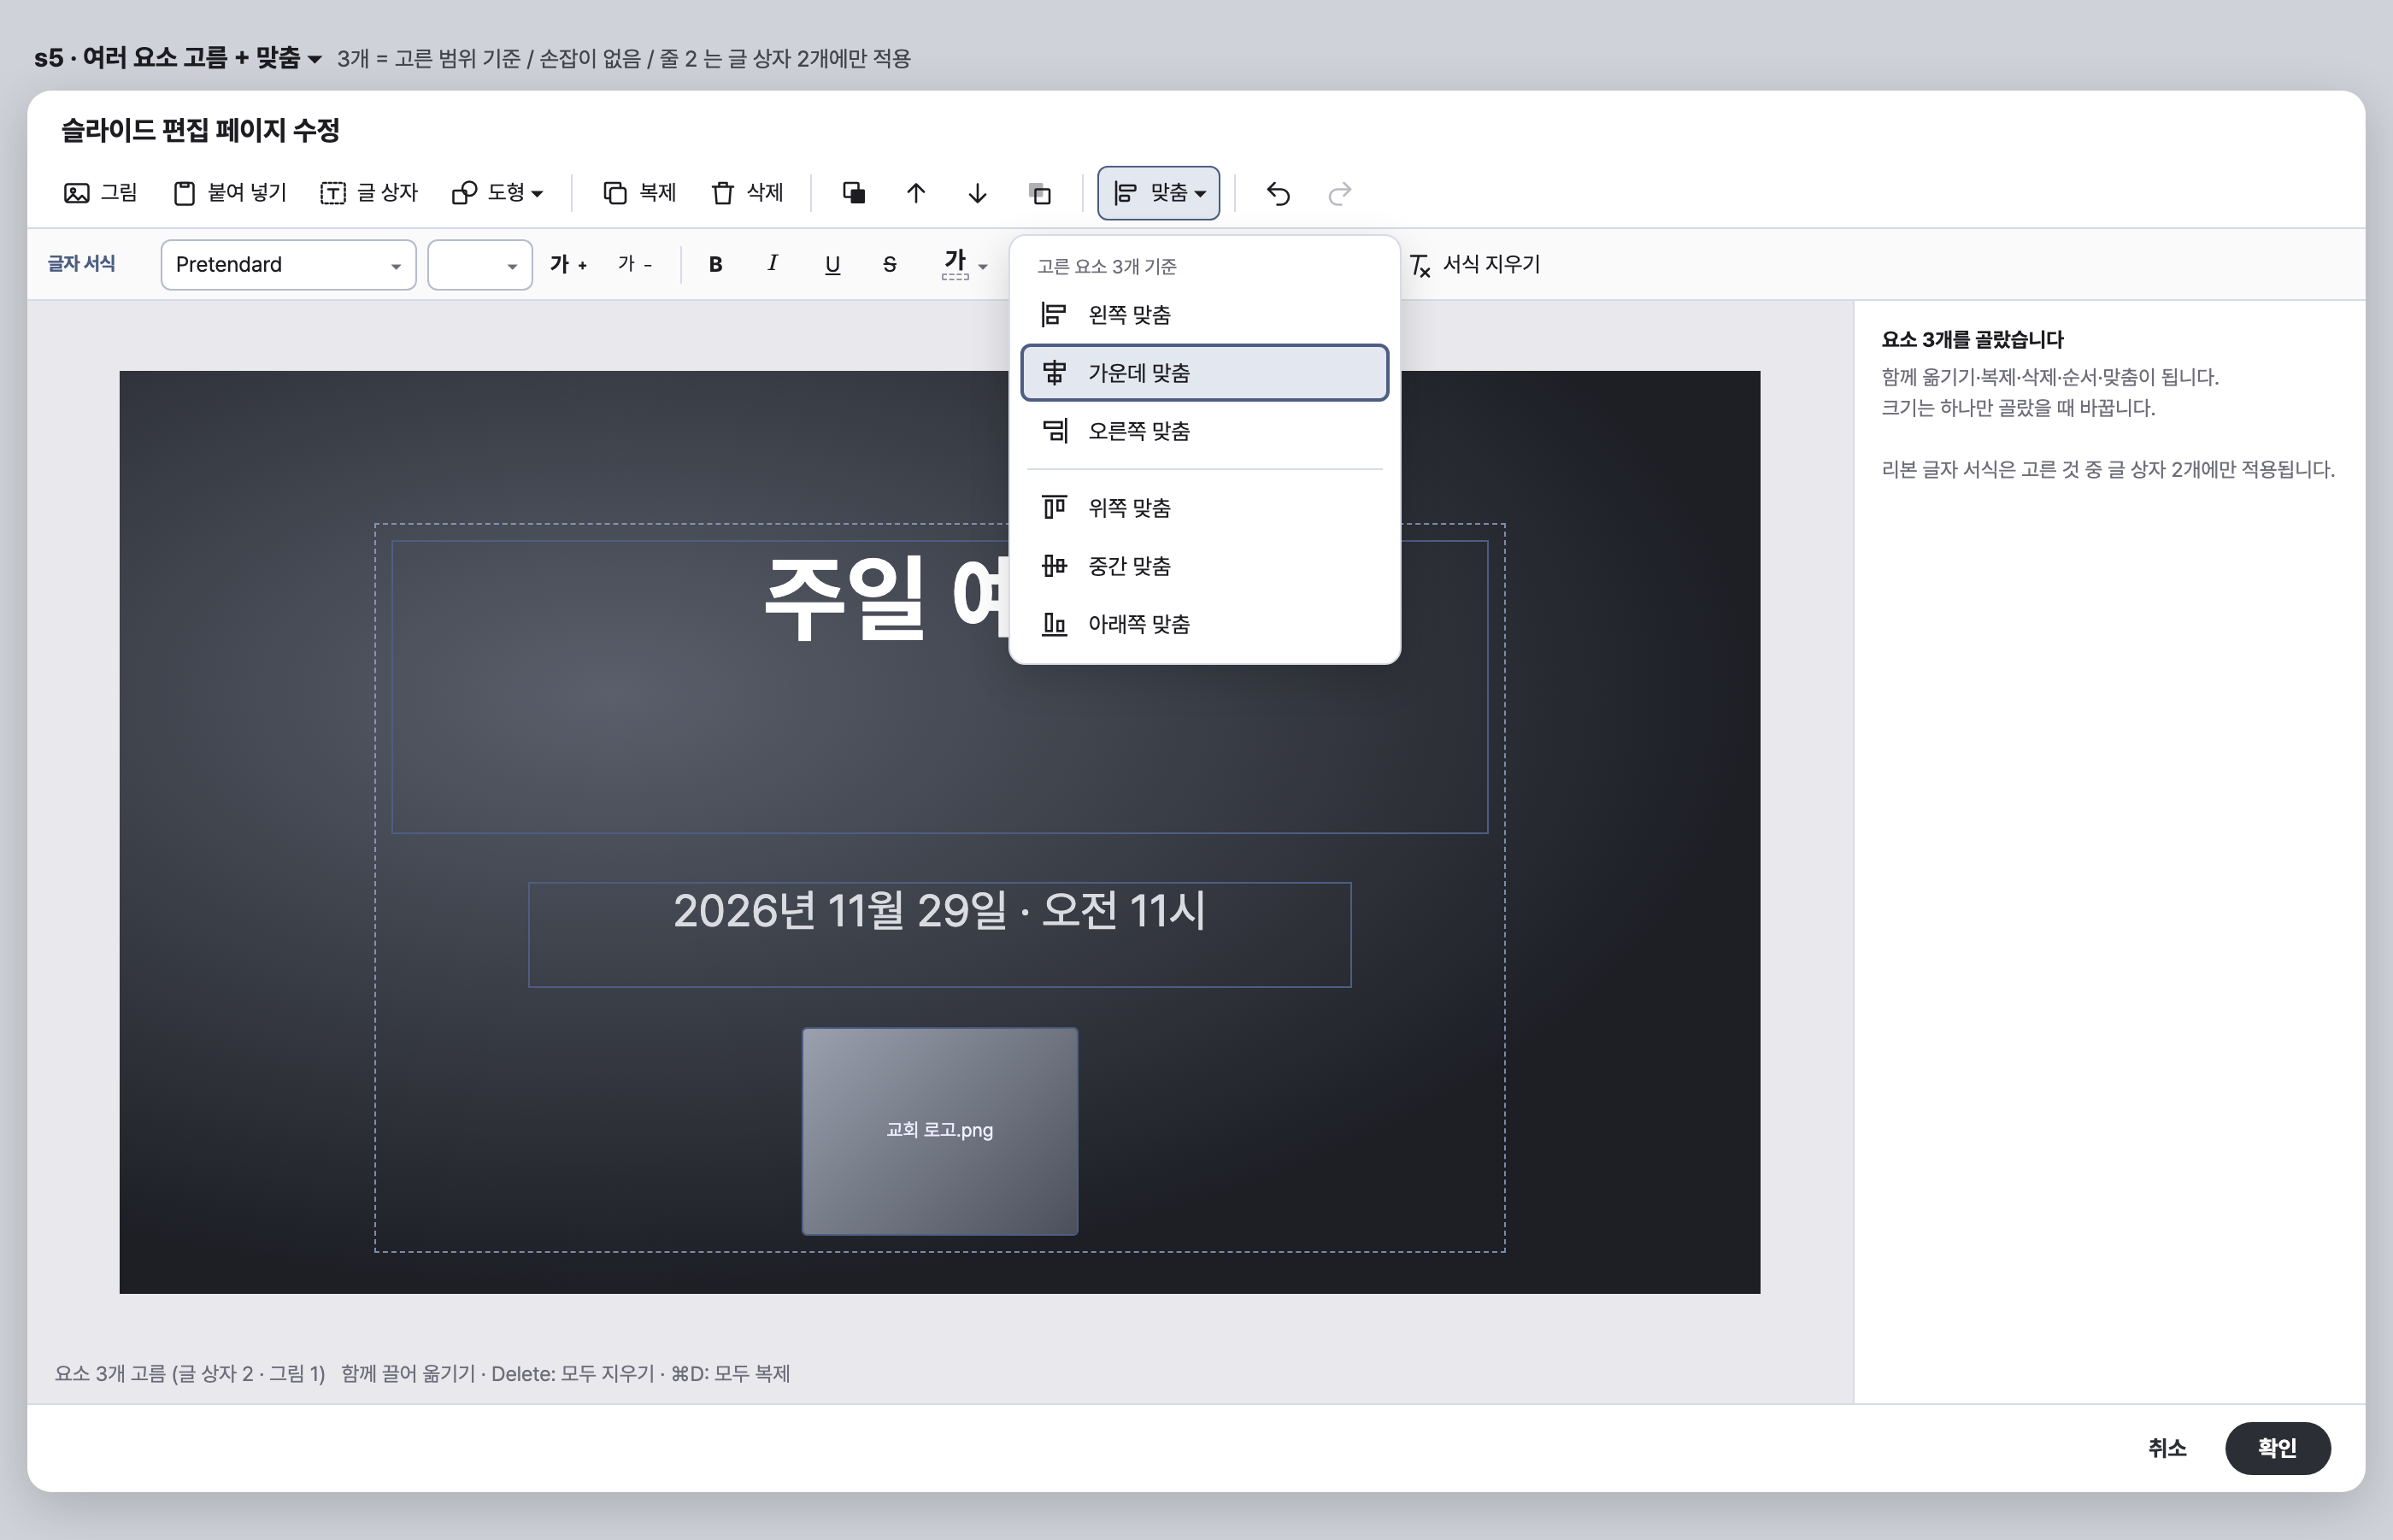 s5 · 여러 요소 고름 + 맞춤 3개 = 고른 범위 기준 / 손잡이 없음 / 줄 2 는 글 상자 2개에만 적용
슬라이드 편집 페이지 수정
그림 붙여 넣기 글 상자 도형 복제 삭제 맞춤
글자 서식 Pretendard 가 + 가 - B I U S 가 서식 지우기
고른 요소 3개 기준
왼쪽 맞춤
가운데 맞춤
오른쪽 맞춤
위쪽 맞춤
중간 맞춤
아래쪽 맞춤
요소 3개를 골랐습니다
함께 옮기기·복제·삭제·순서·맞춤이 됩니다.
크기는 하나만 골랐을 때 바꿉니다.
리본 글자 서식은 고른 것 중 글 상자 2개에만 적용됩니다.
주일
2026년 11월 29일 · 오전 11시
교회 로고.png
요소 3개 고름 (글 상자 2 · 그림 1) 함께 끌어 옮기기 · Delete: 모두 지우기 · ⌘D: 모두 복제
취소 확인